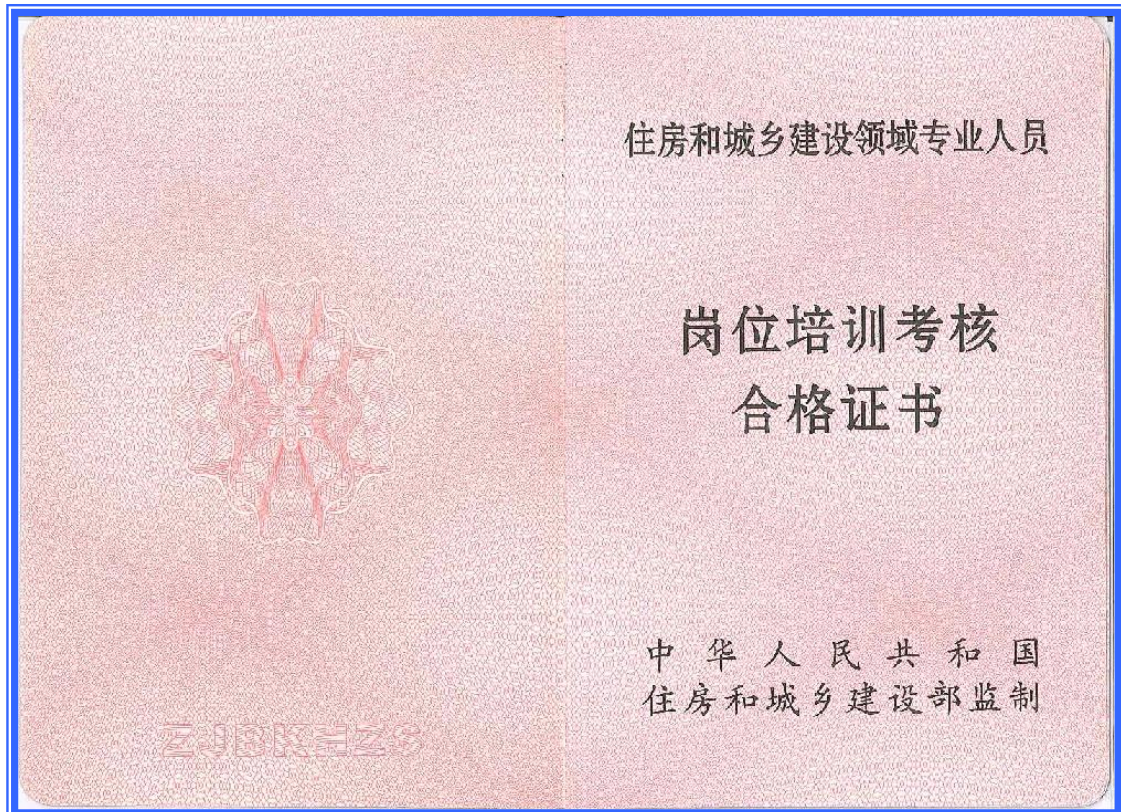 住房和城乡建设领域专业人员
岗位培训考核
合格证书
中华人民共和国
住房和城乡建设部监制
ZJBKHZS